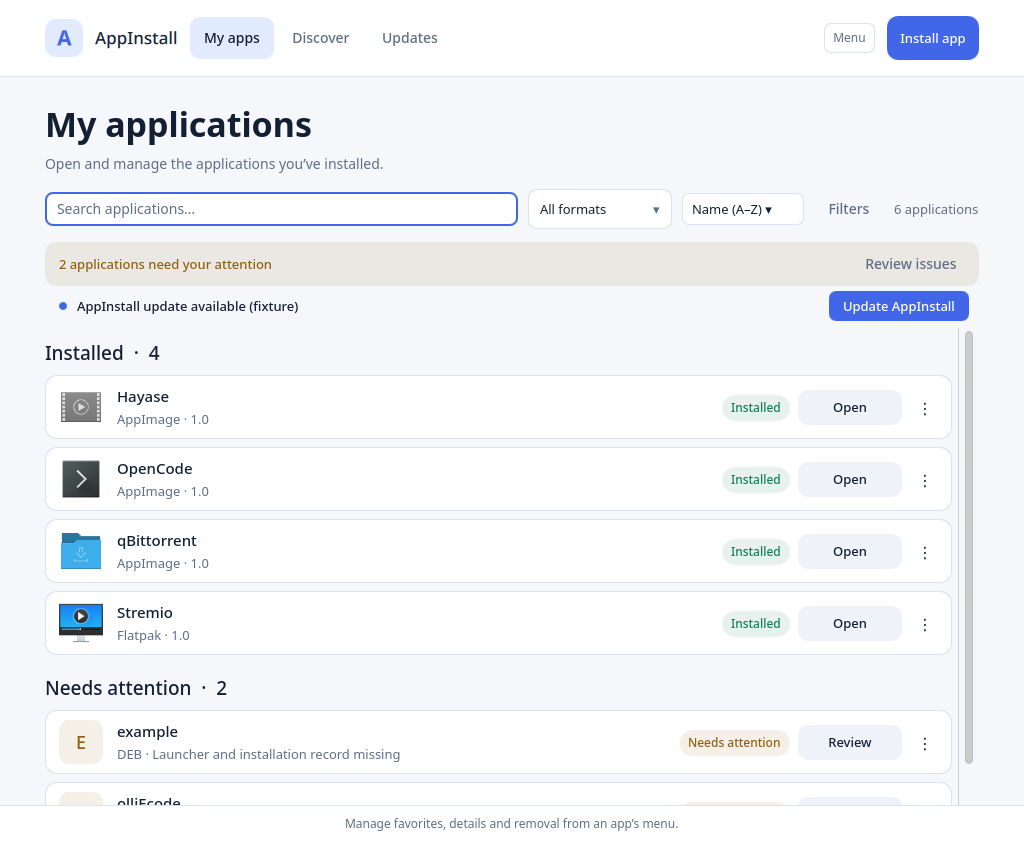 A AppInstall My apps Discover Updates Menu Install app
My applications
Open and manage the applications you’ve installed.
Search applications... All formats ▾ Name (A–Z) ▾ Filters 6 applications
2 applications need your attention Review issues
AppInstall update available (fixture) Update AppInstall
Installed · 4
Hayase
AppImage · 1.0
Installed Open ⋮
OpenCode
AppImage · 1.0
Installed Open ⋮
qBittorrent
AppImage · 1.0
Installed Open ⋮
Stremio
Flatpak · 1.0
Installed Open ⋮
Needs attention · 2
E
example
DEB · Launcher and installation record missing
Needs attention Review ⋮
Manage favorites, details and removal from an app’s menu.